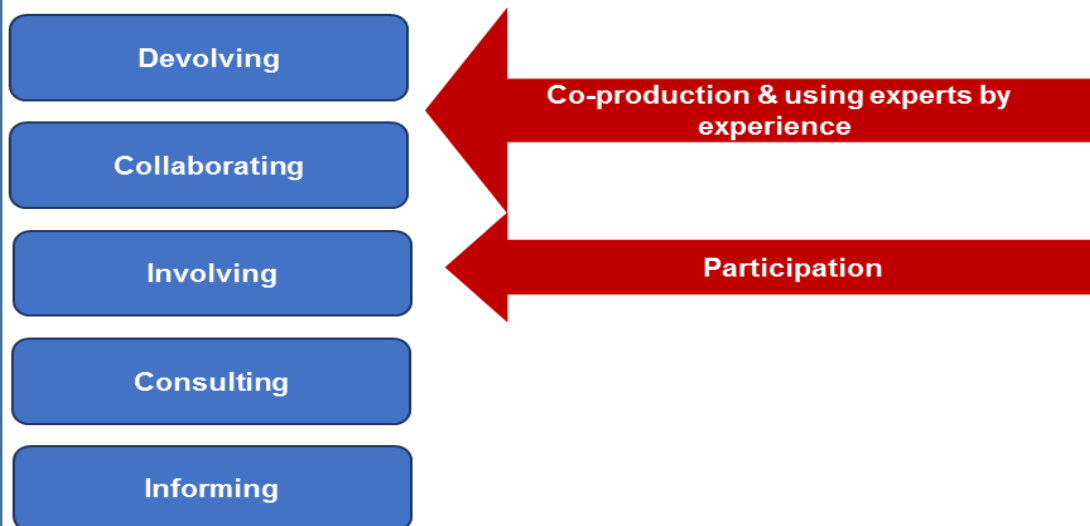 Devolving
Co-production & using experts by
experience
Collaborating
Involving
Participation
Consulting
Informing